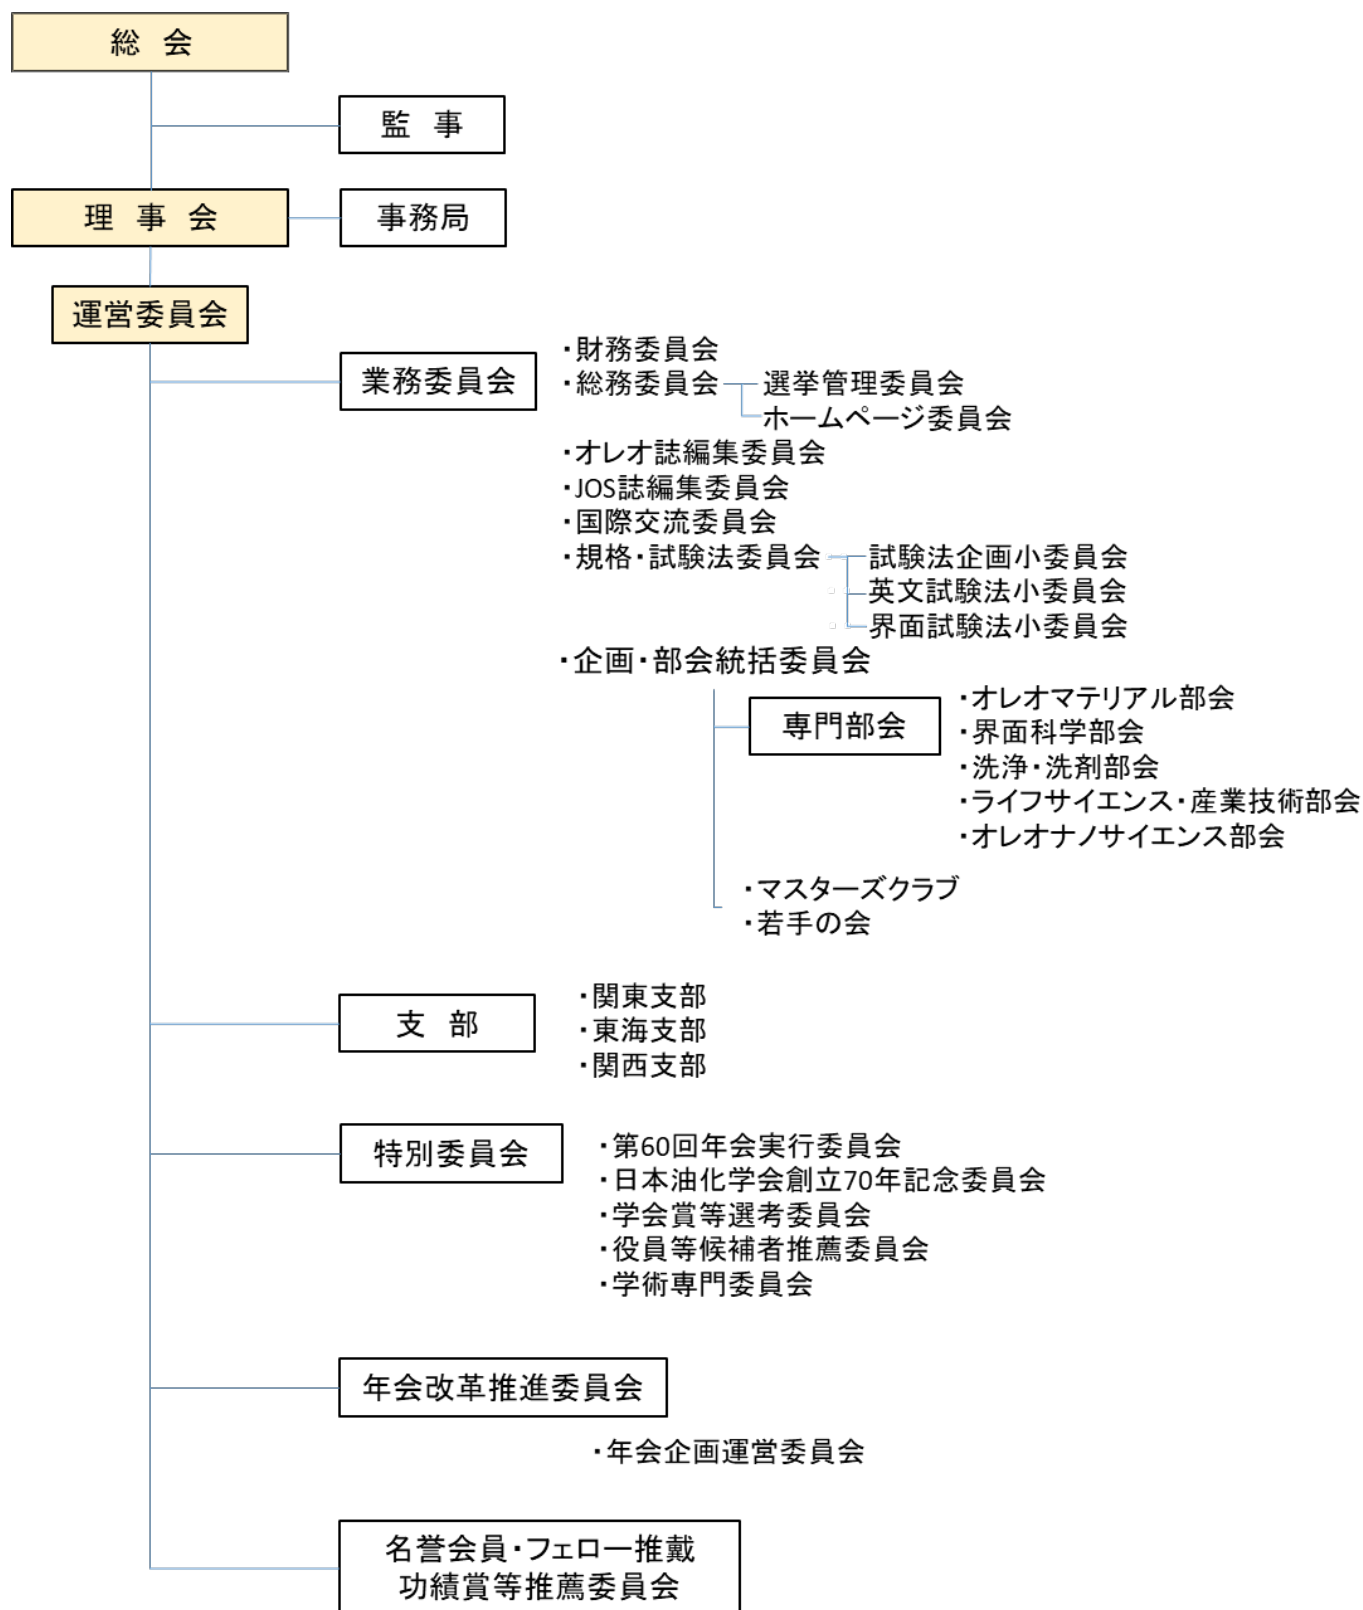 総 会
監 事
理 事 会
事務局
運営委員会
業務委員会
・財務委員会
・総務委員会
選挙管理委員会
ホームページ委員会
・オレオ誌編集委員会
・JOS誌編集委員会
・国際交流委員会
・規格・試験法委員会
試験法企画小委員会
英文試験法小委員会
界面試験法小委員会
・企画・部会統括委員会
専門部会
・オレオマテリアル部会
・界面科学部会
・洗浄・洗剤部会
・ライフサイエンス・産業技術部会
・オレオナノサイエンス部会
・マスターズクラブ
・若手の会
支 部
・関東支部
・東海支部
・関西支部
特別委員会
・第60回年会実行委員会
・日本油化学会創立70年記念委員会
・学会賞等選考委員会
・役員等候補者推薦委員会
・学術専門委員会
年会改革推進委員会
・年会企画運営委員会
名誉会員・フェロー推戴
功績賞等推薦委員会